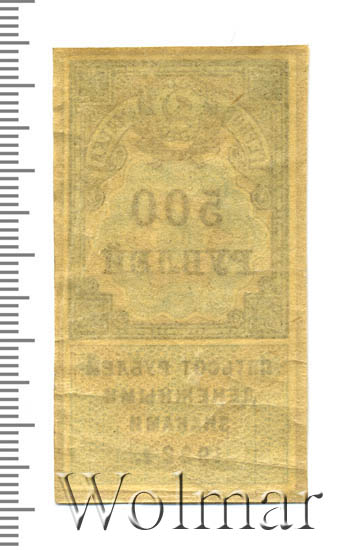 500
РУБЛЕЙ
ПЯТЬСОТ РУБЛЕЙ
ДЕНЕЖНЫМИ
ЗНАКАМИ
Wolmar